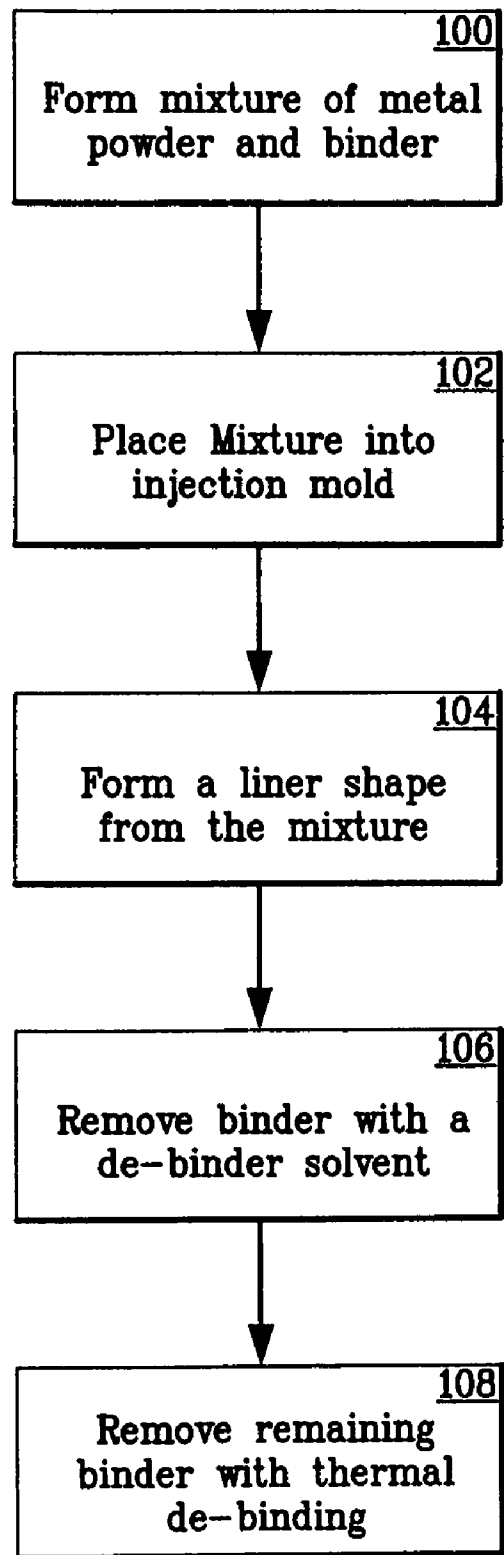 100
Form mixture of metal
powder and binder
102
Place Mixture into
injection mold
104
Form a liner shape
from the mixture
106
Remove binder with a
de-binder solvent
108
Remove remaining
binder with thermal
de-binding